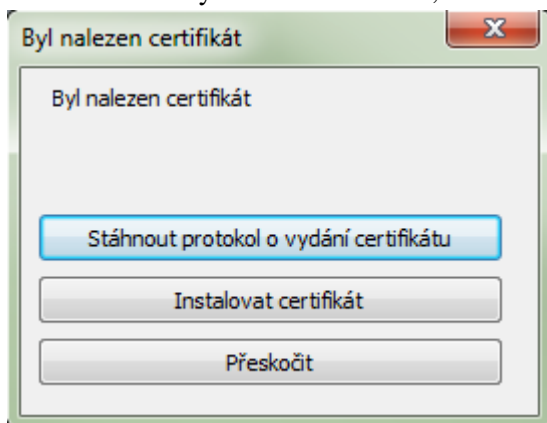 Byl nalezen certifikát
Byl nalezen certifikát
Stáhnout protokol o vydání certifikátu
Instalovat certifikát
Přeskočit